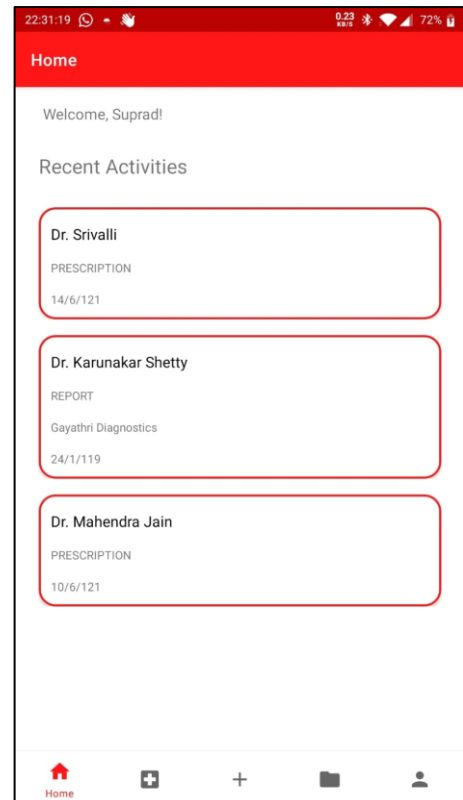 22:31:19 0.23 KB/S 72%
Home
Welcome, Suprad!
Recent Activities
Dr. Srivalli
PRESCRIPTION
14/6/121
Dr. Karunakar Shetty
REPORT
Gayathri Diagnostics
24/1/119
Dr. Mahendra Jain
PRESCRIPTION
10/6/121
Home